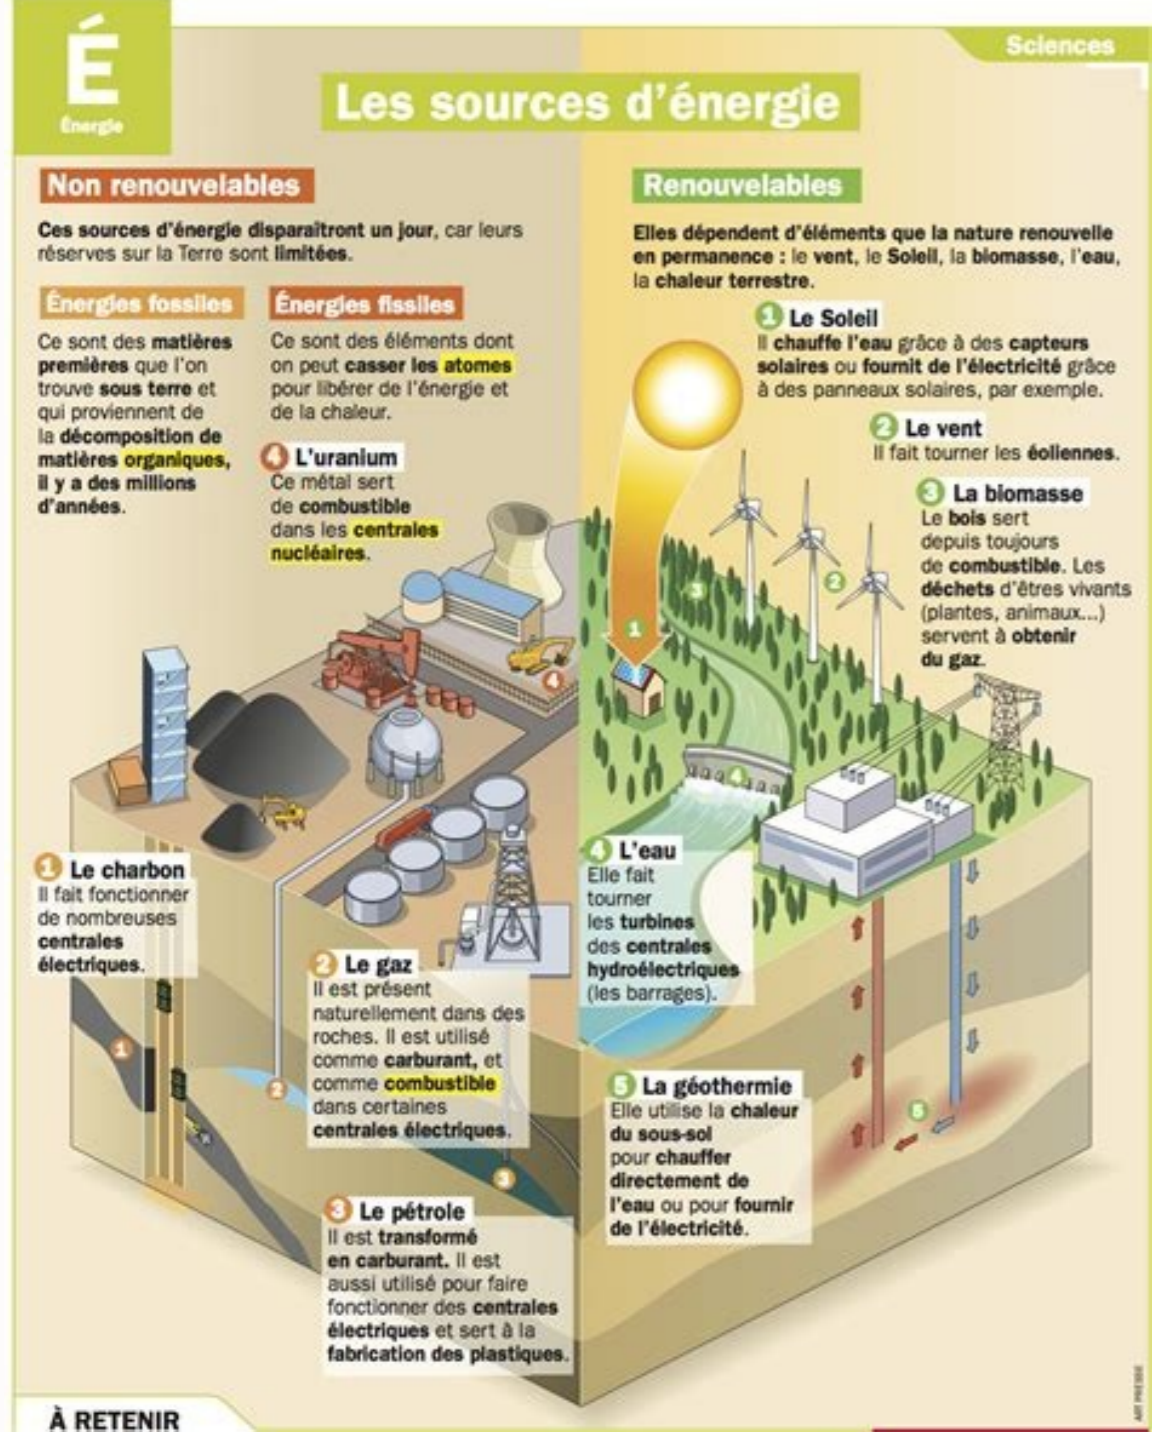 É
Énergie
Sciences
Les sources d'énergie
Non renouvelables
Ces sources d'énergie disparaîtront un jour, car leurs
réserves sur la Terre sont limitées.
Énergies fossiles
Ce sont des matières
premières que l'on
trouve sous terre et
qui proviennent de
la décomposition de
matières organiques,
il y a des millions
d'années.
Énergies fissiles
Ce sont des éléments dont
on peut casser les atomes
pour libérer de l'énergie et
de la chaleur.
4 L'uranium
Ce métal sert
de combustible
dans les centrales
nucléaires.
Renouvelables
Elles dépendent d'éléments que la nature renouvelle
en permanence : le vent, le Soleil, la biomasse, l'eau,
la chaleur terrestre.
1 Le Soleil
Il chauffe l'eau grâce à des capteurs
solaires ou fournit de l'électricité grâce
à des panneaux solaires, par exemple.
2 Le vent
Il fait tourner les éoliennes.
3 La biomasse
Le bois sert
depuis toujours
de combustible. Les
déchets d'êtres vivants
(plantes, animaux...)
servent à obtenir
du gaz.
3
2
1
4
4
1 Le charbon
Il fait fonctionner
de nombreuses
centrales
électriques.
4 L'eau
Elle fait
tourner
les turbines
des centrales
hydroélectriques
(les barrages).
2 Le gaz
Il est présent
naturellement dans des
roches. Il est utilisé
comme carburant, et
comme combustible
dans certaines
centrales électriques.
1
2
3
5 La géothermie
Elle utilise la chaleur
du sous-sol
pour chauffer
directement de
l'eau ou pour fournir
de l'électricité.
5
3 Le pétrole
Il est transformé
en carburant. Il est
aussi utilisé pour faire
fonctionner des centrales
électriques et sert à la
fabrication des plastiques.
ART PRESSE
À RETENIR